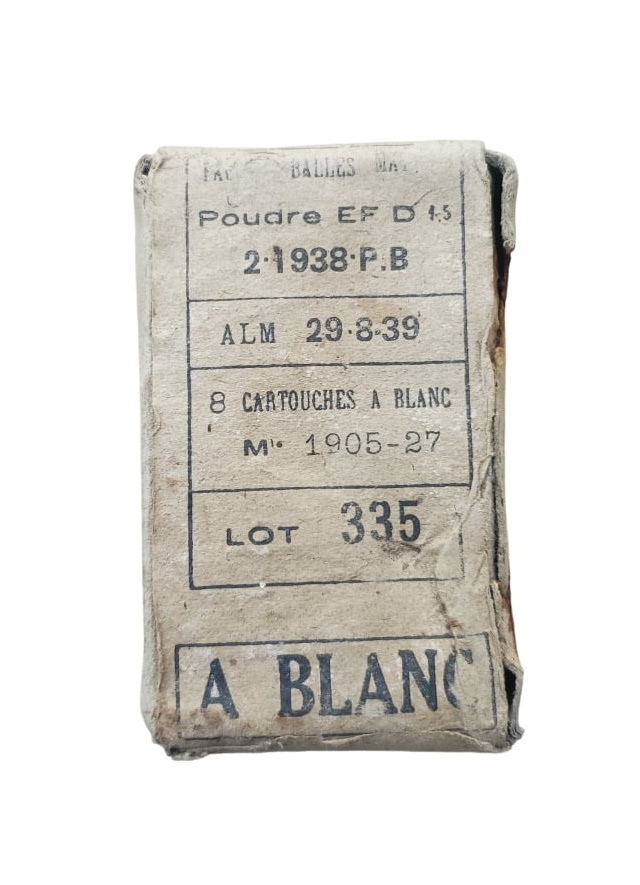 BALLES
Poudre EF D 1,5
2·1938·P.B
ALM 29·8·39
8 CARTOUCHES A BLANC
Mle 1905-27
LOT 335
A BLANC